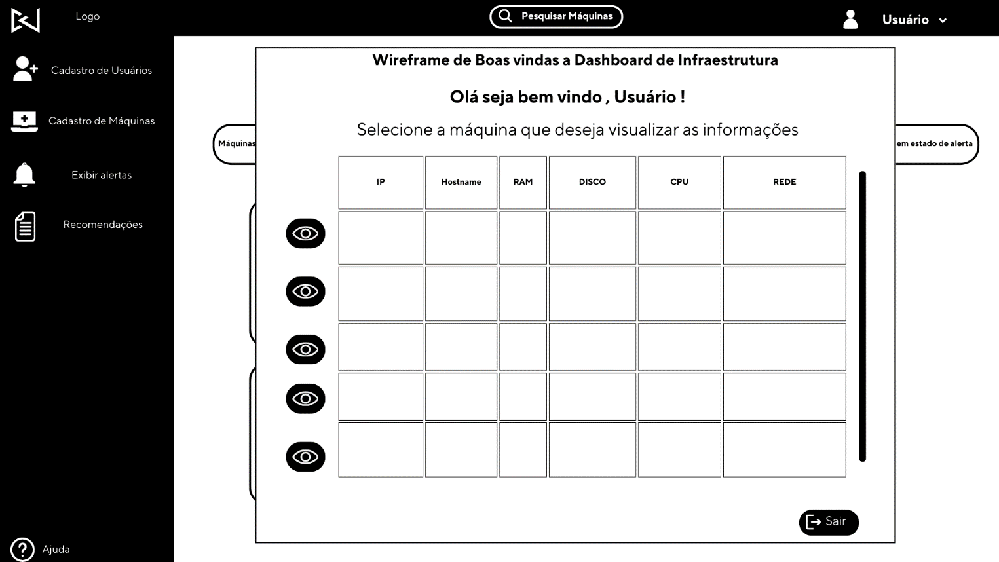 Logo
Pesquisar Máquinas
Usuário
Cadastro de Usuários
Cadastro de Máquinas
Exibir alertas
Recomendações
Ajuda
Wireframe de Boas vindas a Dashboard de Infraestrutura
Olá seja bem vindo , Usuário !
Selecione a máquina que deseja visualizar as informações
Máquinas
em estado de alerta
IP Hostname RAM DISCO CPU REDE
Sair